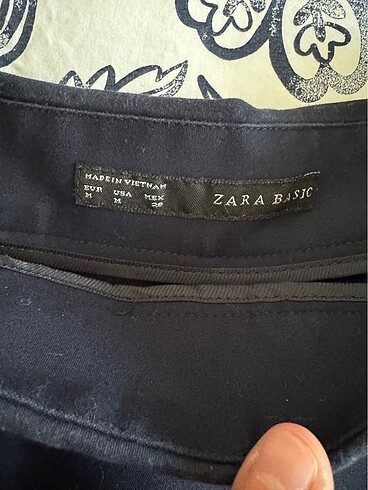 MADE IN VIETNAM
EUR USA MEX
M M 28
ZARA BASIC